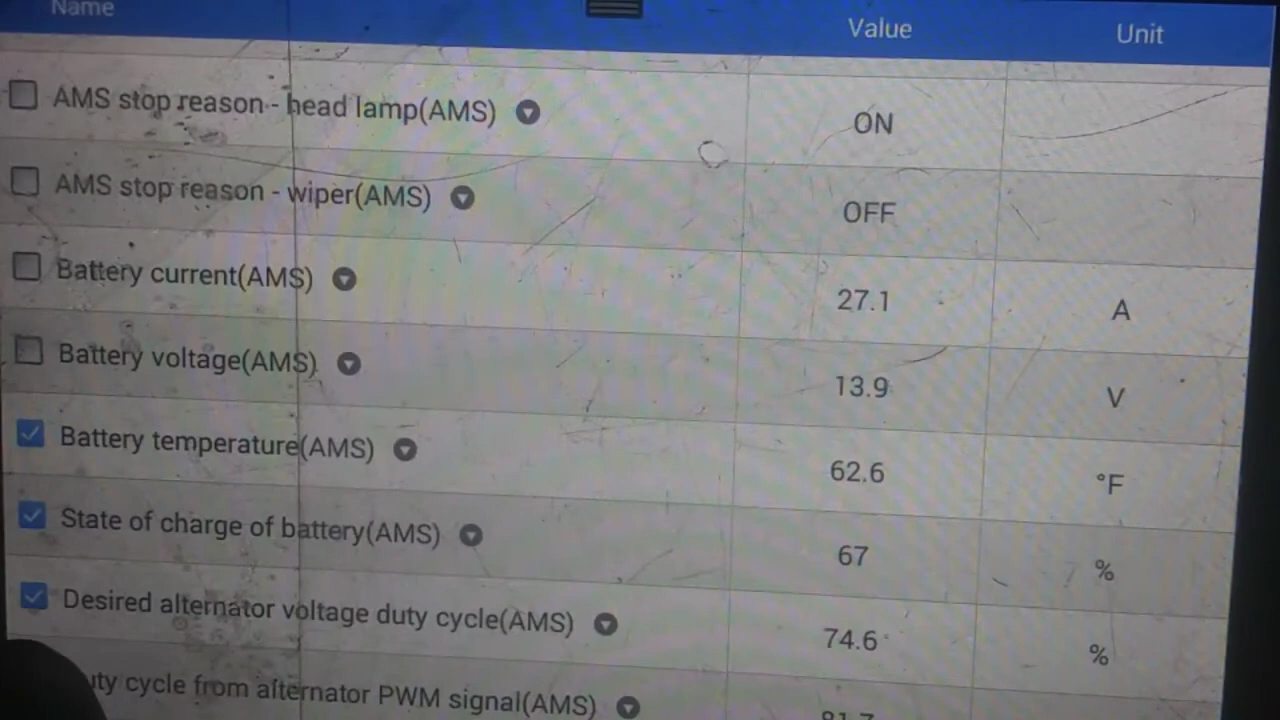 Name Value Unit
AMS stop reason - head lamp(AMS) ON
AMS stop reason - wiper(AMS) OFF
Battery current(AMS) 27.1 A
Battery voltage(AMS) 13.9 V
Battery temperature(AMS) 62.6 °F
State of charge of battery(AMS) 67 %
Desired alternator voltage duty cycle(AMS) 74.6 %
uty cycle from alternator PWM signal(AMS)